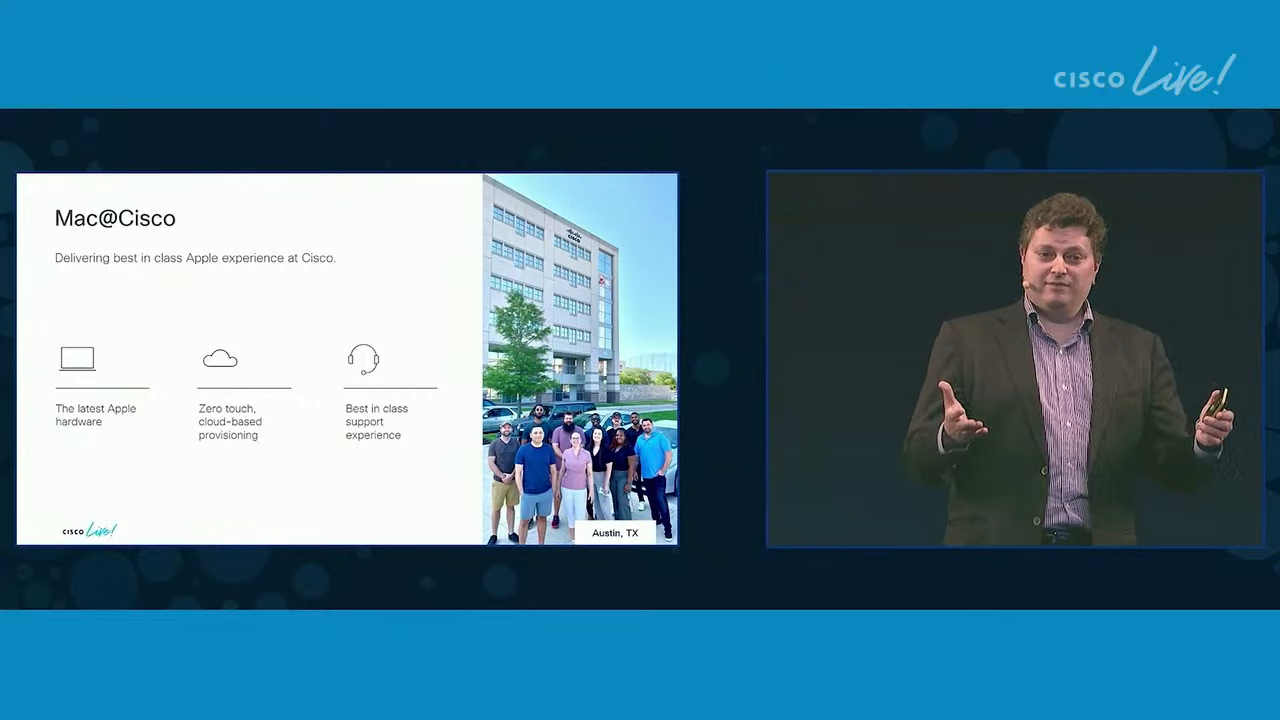 CISCO Live!
Mac@Cisco
Delivering best in class Apple experience at Cisco.
The latest Apple
hardware
Zero touch,
cloud-based
provisioning
Best in class
support
experience
CISCO
CISCO Live!
Austin, TX